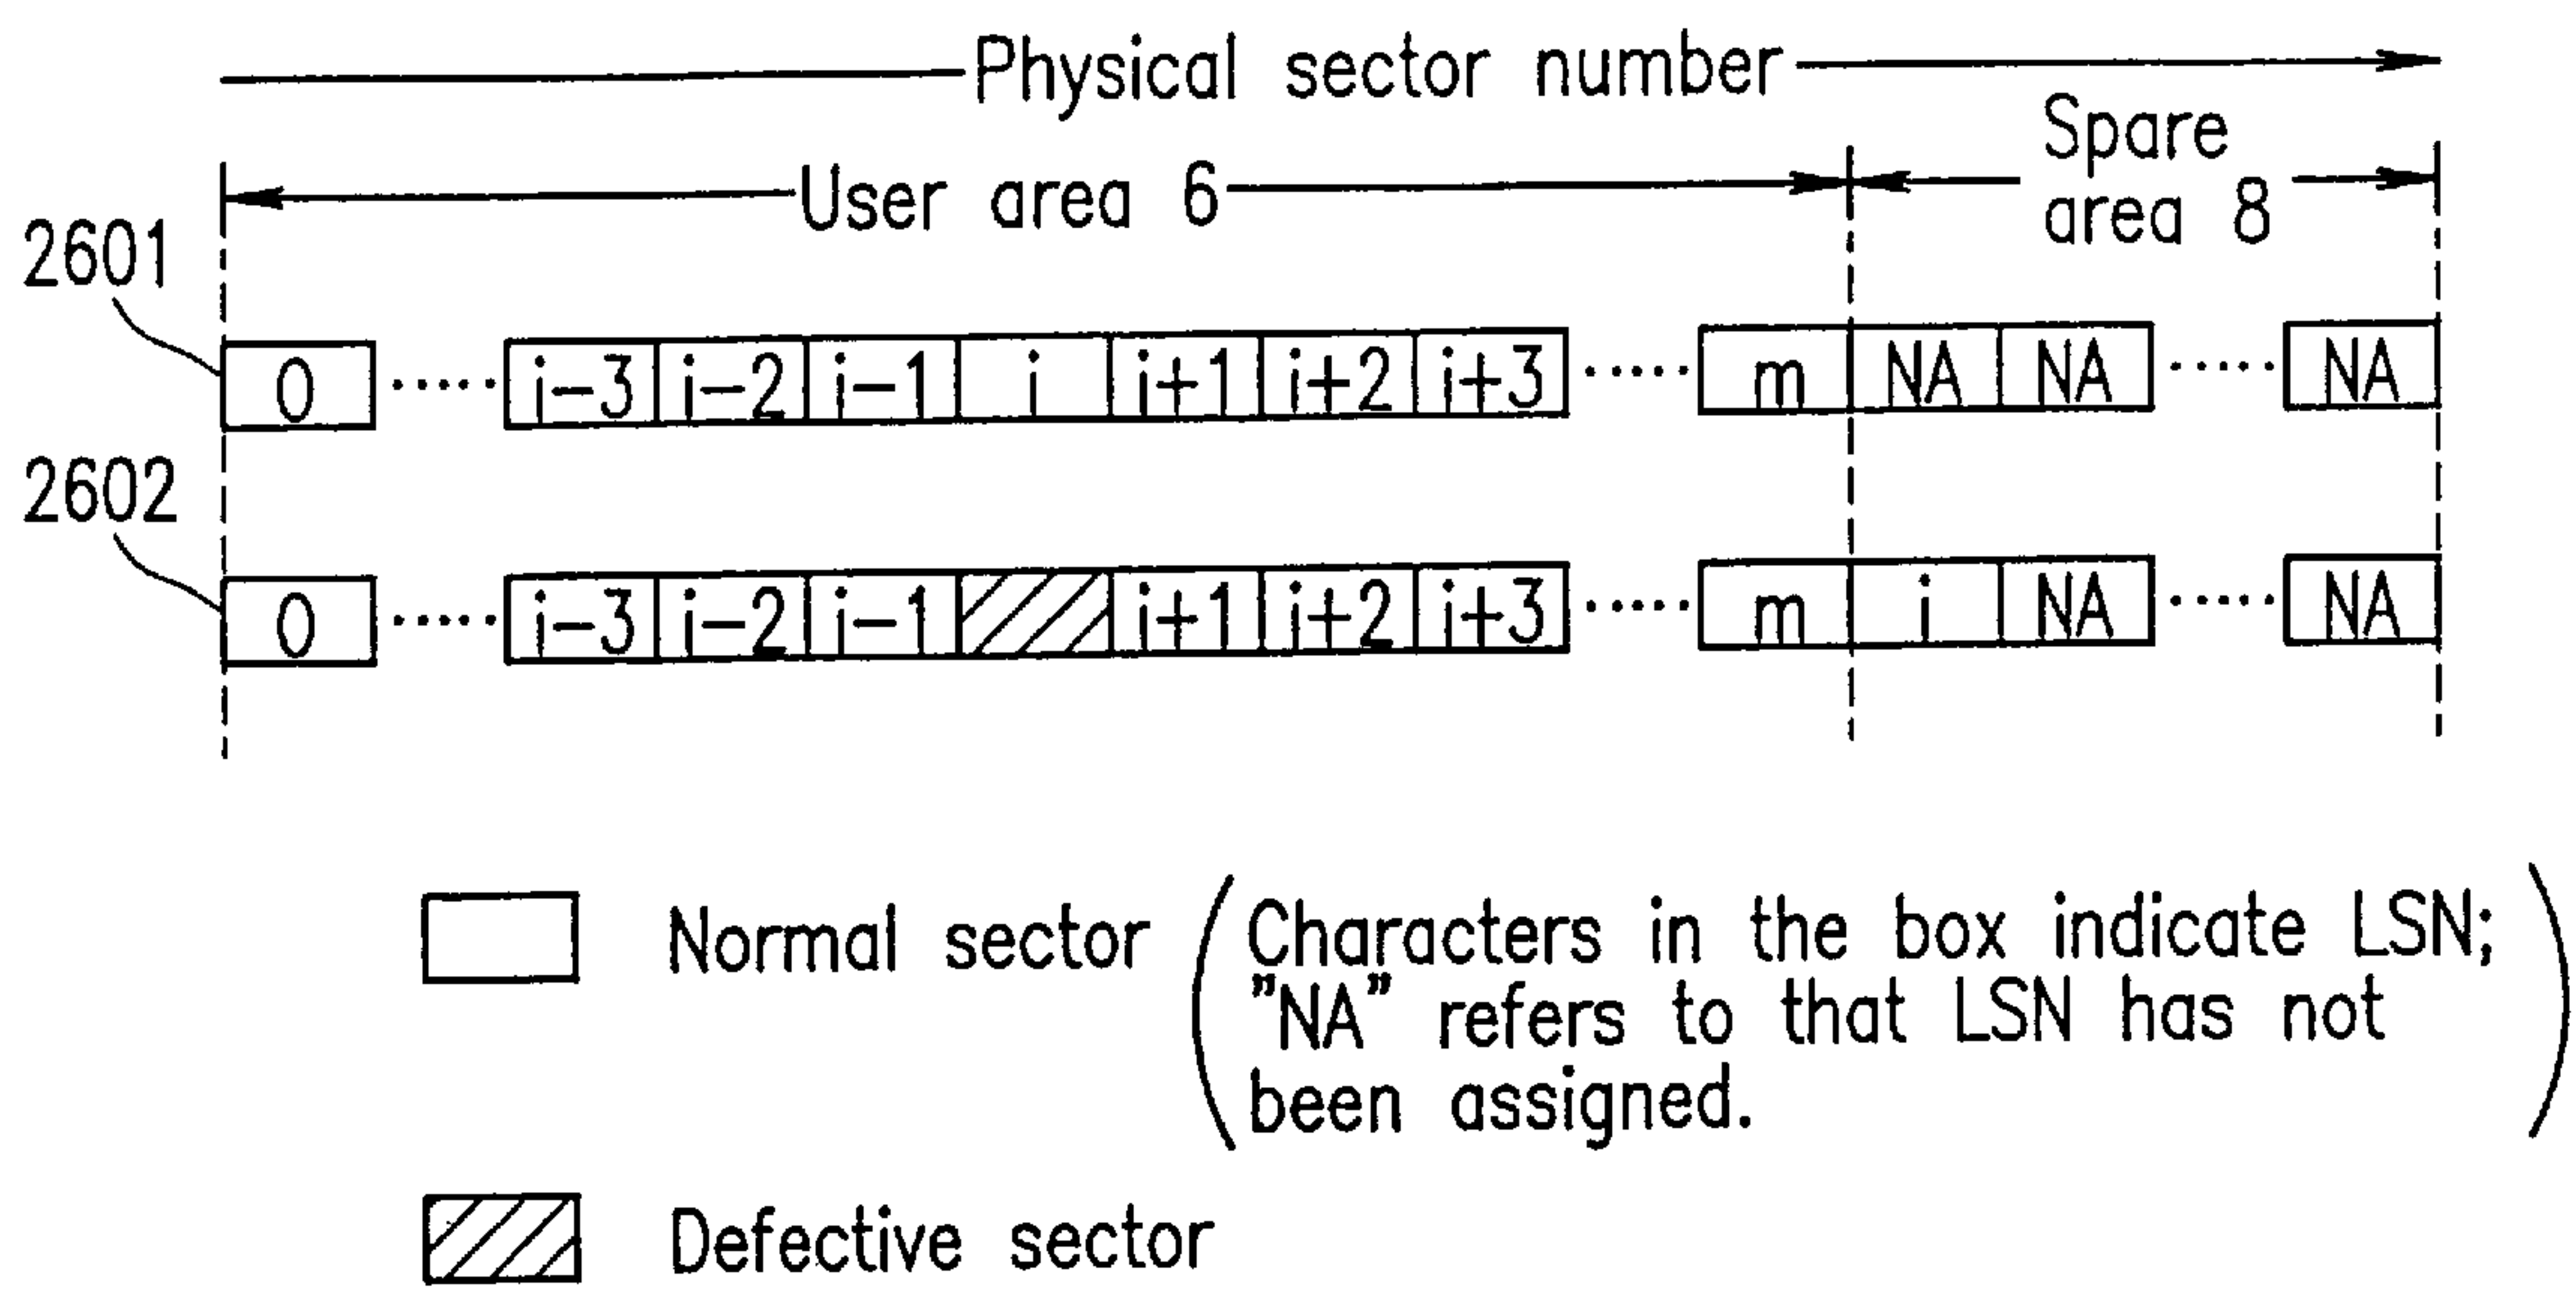 Physical sector number
User area 6
Spare
area 8
2601
0 ..... i-3 i-2 i-1 i i+1 i+2 i+3 ..... m NA NA ..... NA
2602
0 ..... i-3 i-2 i-1 i+1 i+2 i+3 ..... m i NA ..... NA
Normal sector (Characters in the box indicate LSN;
"NA" refers to that LSN has not
been assigned.)
Defective sector